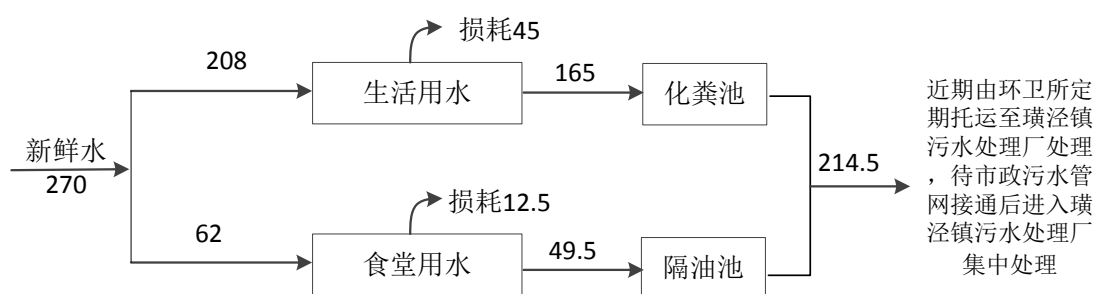 损耗45
208
生活用水
165
化粪池
新鲜水
270
214.5
损耗12.5
62
食堂用水
49.5
隔油池
近期由环卫所定
期托运至璜泾镇
污水处理厂处理
，待市政污水管
网接通后进入璜
泾镇污水处理厂
集中处理